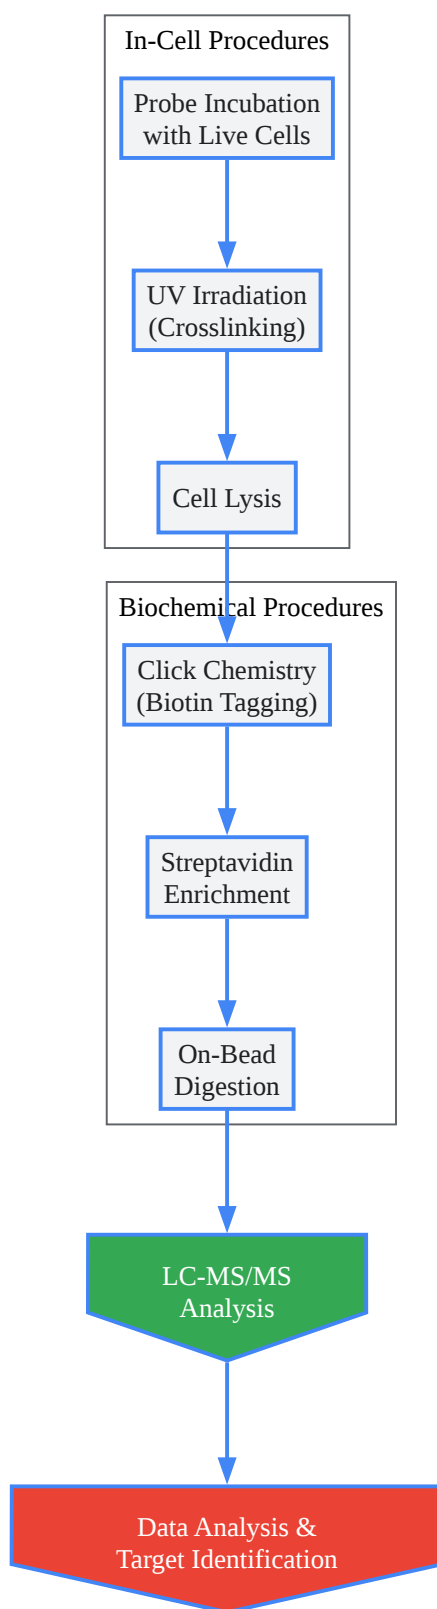 In-Cell Procedures
Probe Incubation
with Live Cells
UV Irradiation
(Crosslinking)
Cell Lysis
Biochemical Procedures
Click Chemistry
(Biotin Tagging)
Streptavidin
Enrichment
On-Bead
Digestion
LC-MS/MS
Analysis
Data Analysis &
Target Identification